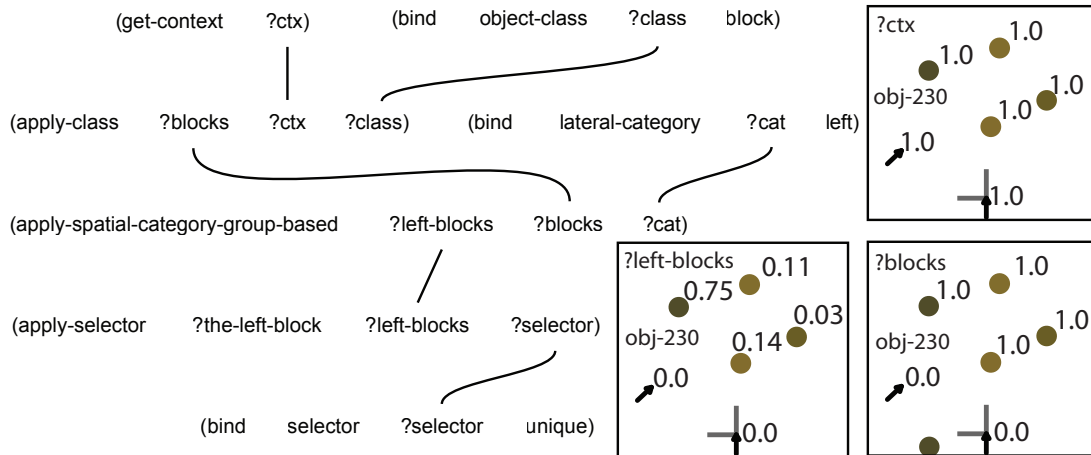 (get-context ?ctx) (bind object-class ?class block)
(apply-class ?blocks ?ctx ?class) (bind lateral-category ?cat left)
(apply-spatial-category-group-based ?left-blocks ?blocks ?cat)
(apply-selector ?the-left-block ?left-blocks ?selector)
(bind selector ?selector unique)
?ctx
1.0
1.0
1.0
obj-230
1.0
1.0
1.0
?left-blocks
0.11
0.75
0.03
obj-230
0.14
0.0
0.0
?blocks
1.0
1.0
1.0
obj-230
1.0
0.0
0.0